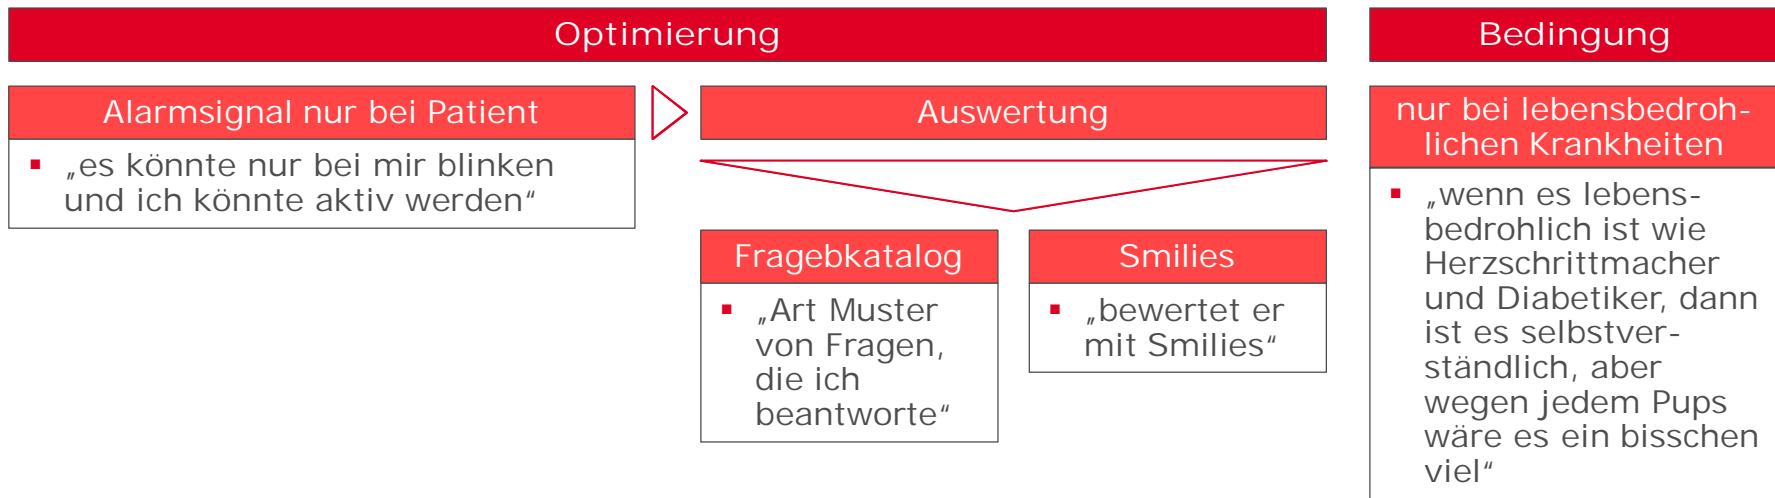 Optimierung
Alarmsignal nur bei Patient
„es könnte nur bei mir blinken
und ich könnte aktiv werden“
Auswertung
Fragebkatalog
„Art Muster
von Fragen,
die ich
beantworte“
Smilies
„bewertet er
mit Smilies“
Bedingung
nur bei lebensbedroh-
lichen Krankheiten
„wenn es lebens-
bedrohlich ist wie
Herzschrittmacher
und Diabetiker, dann
ist es selbstver-
ständlich, aber
wegen jedem Pups
wäre es ein bisschen
viel“